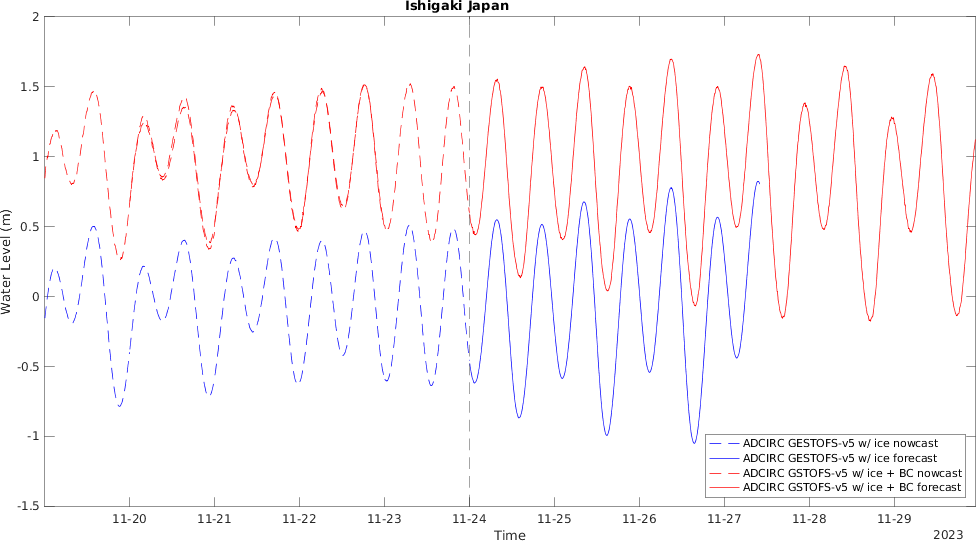 Ishigaki Japan
2
1.5
1
0.5
0
-0.5
-1
-1.5
Water Level (m)
11-20
11-21
11-22
11-23
11-24
11-25
11-26
11-27
11-28
11-29
Time
2023
ADCIRC GESTOFS-v5 w/ ice nowcast
ADCIRC GESTOFS-v5 w/ ice forecast
ADCIRC GSTOFS-v5 w/ ice + BC nowcast
ADCIRC GSTOFS-v5 w/ ice + BC forecast